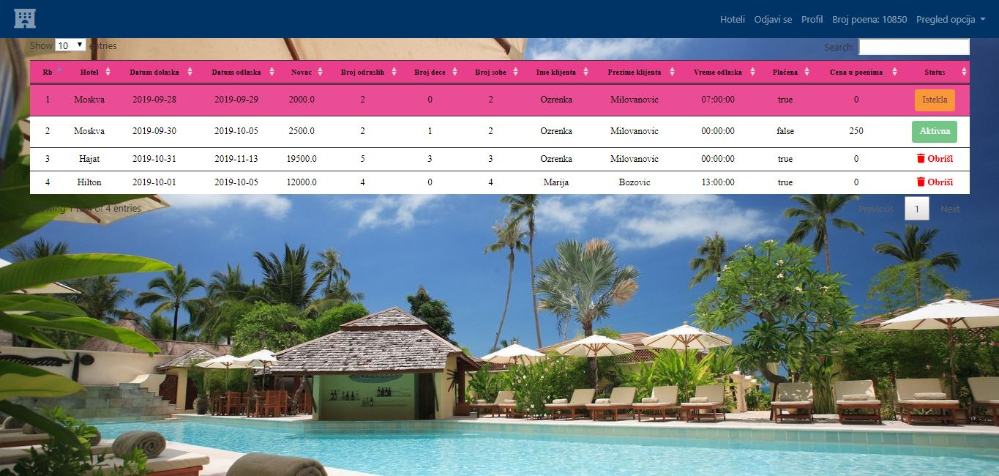 Hoteli Odjavi se Profil Broj poena: 10850 Pregled opcija
Show 10 entries Search:
Rb Hotel Datum dolaska Datum odlaska Novac Broj odraslih Broj dece Broj sobe Ime klijenta Prezime klijenta Vreme odlaska Plaćena Cena u poenima Status
1 Moskva 2019-09-28 2019-09-29 2000.0 2 0 2 Ozrenka Milovanovic 07:00:00 true 0 Istekla
2 Moskva 2019-09-30 2019-10-05 2500.0 2 1 2 Ozrenka Milovanovic 00:00:00 false 250 Aktivna
3 Hajat 2019-10-31 2019-11-13 19500.0 5 3 3 Ozrenka Milovanovic 00:00:00 true 0 Obriši
4 Hilton 2019-10-01 2019-10-05 12000.0 4 0 4 Marija Bozovic 13:00:00 true 0 Obriši
Showing 1 to 4 of 4 entries Previous 1 Next